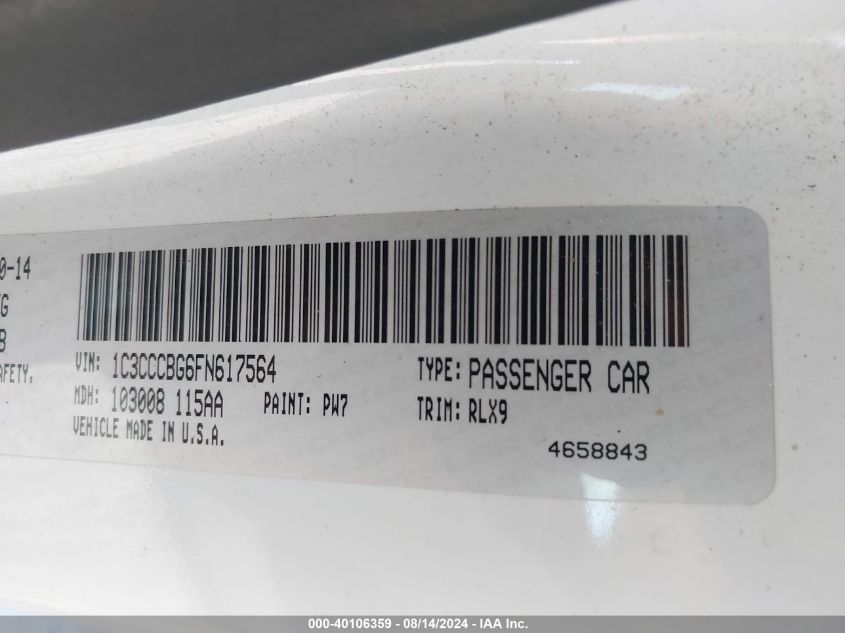 0-14
G
B
AFETY,
VIN: 1C3CCCBG6FN617564
TYPE: PASSENGER CAR
MDH: 103008 115AA
PAINT: PW7
TRIM: RLX9
VEHICLE MADE IN U.S.A.
4658843
000-40106359 - 08/14/2024 - IAA Inc.